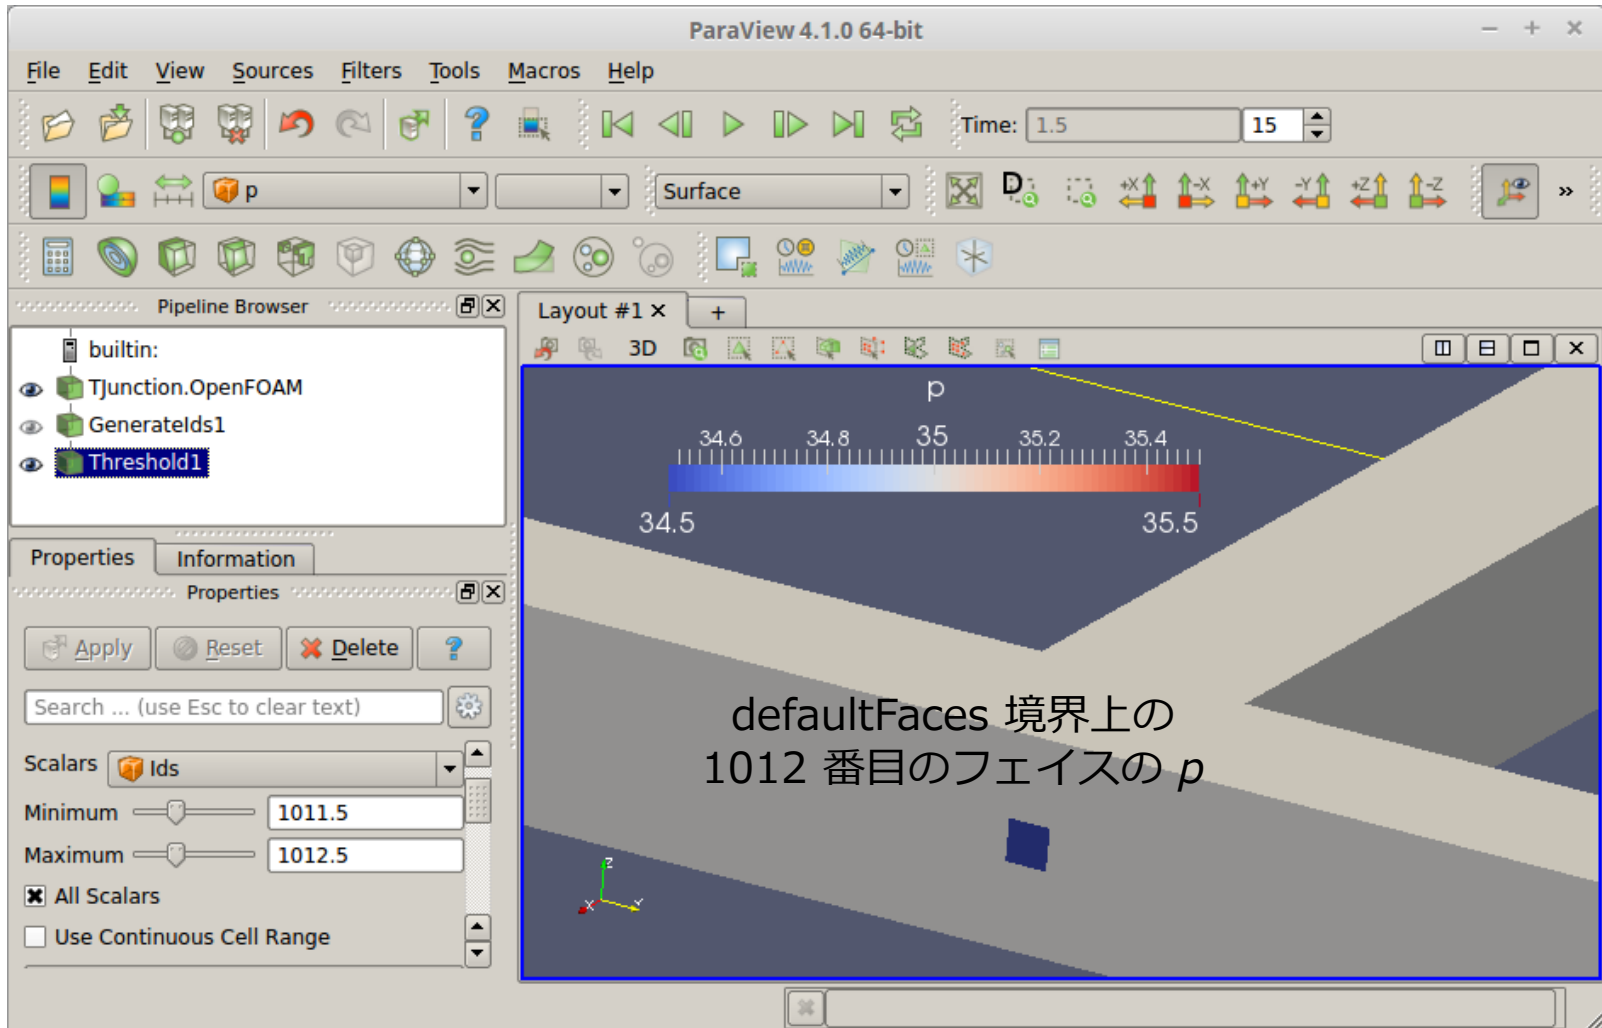 ParaView 4.1.0 64-bit
File Edit View Sources Filters Tools Macros Help
Time: 1.5 15
p Surface
+X -X +Y -Y +Z -Z »
Pipeline Browser
builtin:
TJunction.OpenFOAM
GenerateIds1
Threshold1
Properties Information
Properties
Apply Reset Delete ?
Search ... (use Esc to clear text)
Scalars Ids
Minimum 1011.5
Maximum 1012.5
All Scalars
Use Continuous Cell Range
Layout #1 +
3D
p
34.6 34.8 35 35.2 35.4
34.5 35.5
defaultFaces 境界上の
1012 番目のフェイスの p
Z
X Y